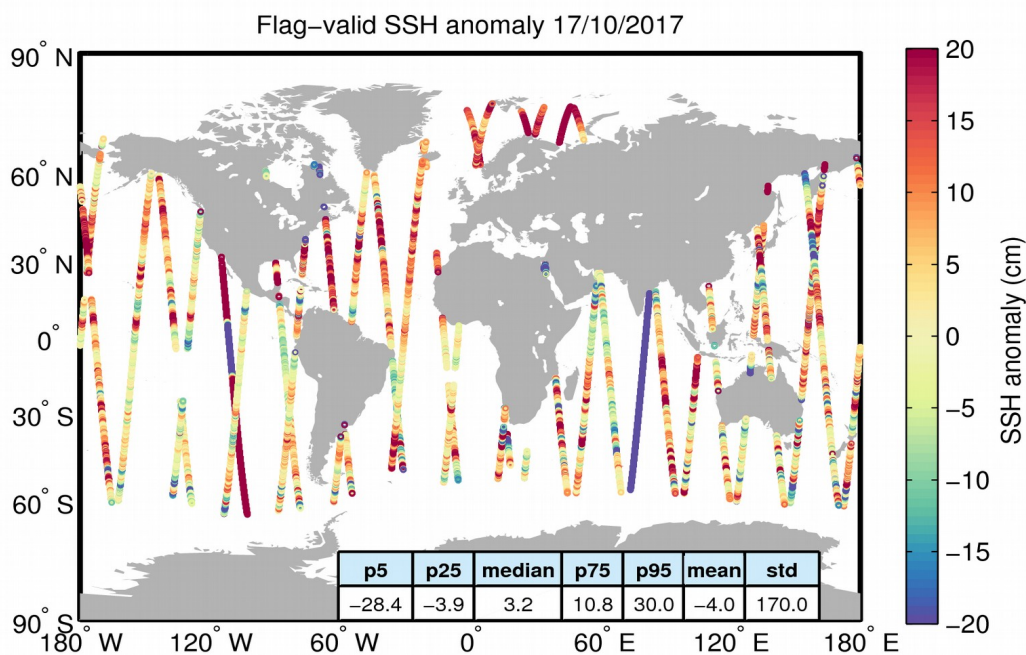 Flag−valid SSH anomaly 17/10/2017
90° N
60° N
30° N
0°
30° S
60° S
90° S
180° W 120° W 60° W 0° 60° E 120° E 180° E
p5 p25 median p75 p95 mean std
−28.4 −3.9 3.2 10.8 30.0 −4.0 170.0
20
15
10
5
0
−5
−10
−15
−20
SSH anomaly (cm)